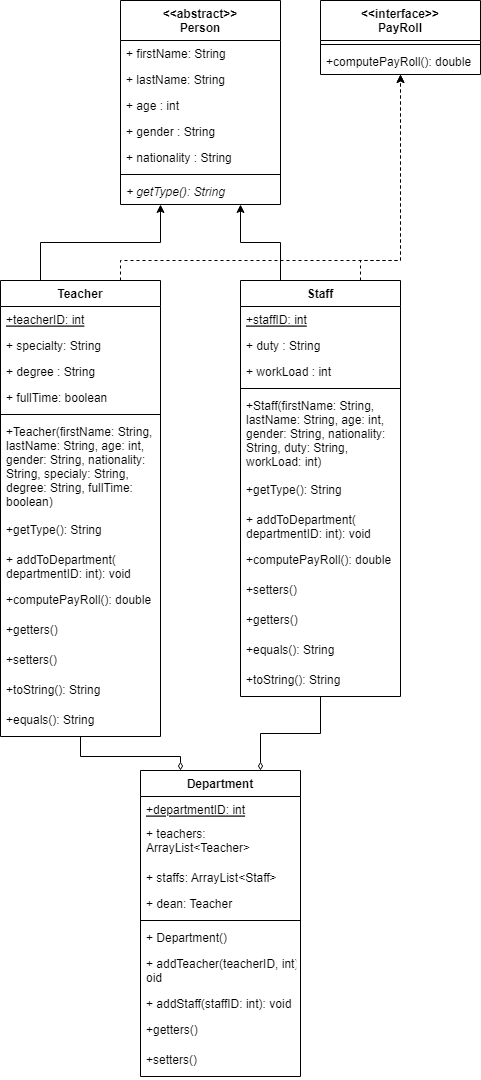 <<abstract>>
Person
+ firstName: String
+ lastName: String
+ age : int
+ gender : String
+ nationality : String
+ getType(): String
<<interface>>
PayRoll
+computePayRoll(): double
Teacher
+teacherID: int
+ specialty: String
+ degree : String
+ fullTime: boolean
+Teacher(firstName: String,
lastName: String, age: int,
gender: String, nationality:
String, specialy: String,
degree: String, fullTime:
boolean)
+getType(): String
+ addToDepartment(
departmentID: int): void
+computePayRoll(): double
+getters()
+setters()
+toString(): String
+equals(): String
Staff
+staffID: int
+ duty : String
+ workLoad : int
+Staff(firstName: String,
lastName: String, age: int,
gender: String, nationality:
String, duty: String,
workLoad: int)
+getType(): String
+ addToDepartment(
departmentID: int): void
+computePayRoll(): double
+setters()
+getters()
+equals(): String
+toString(): String
Department
+departmentID: int
+ teachers:
ArrayList<Teacher>
+ staffs: ArrayList<Staff>
+ dean: Teacher
+ Department()
+ addTeacher(teacherID, int)
oid
+ addStaff(staffID: int): void
+getters()
+setters()